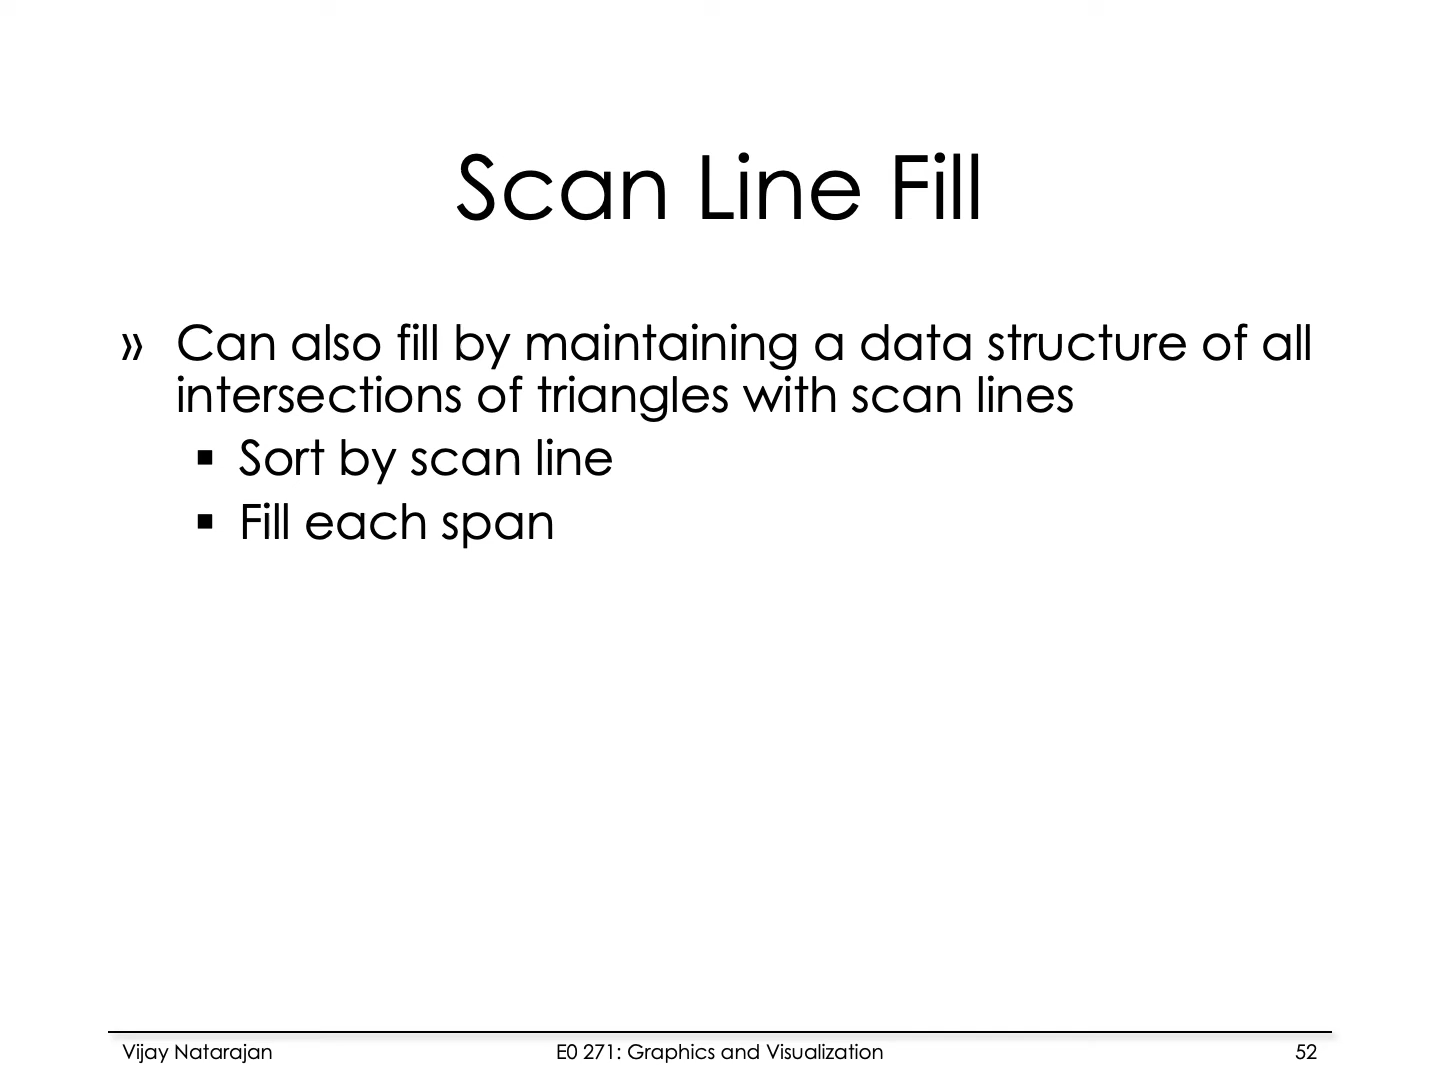 Scan Line Fill
» Can also fill by maintaining a data structure of all
intersections of triangles with scan lines
▪ Sort by scan line
▪ Fill each span
Vijay Natarajan
E0 271: Graphics and Visualization
52